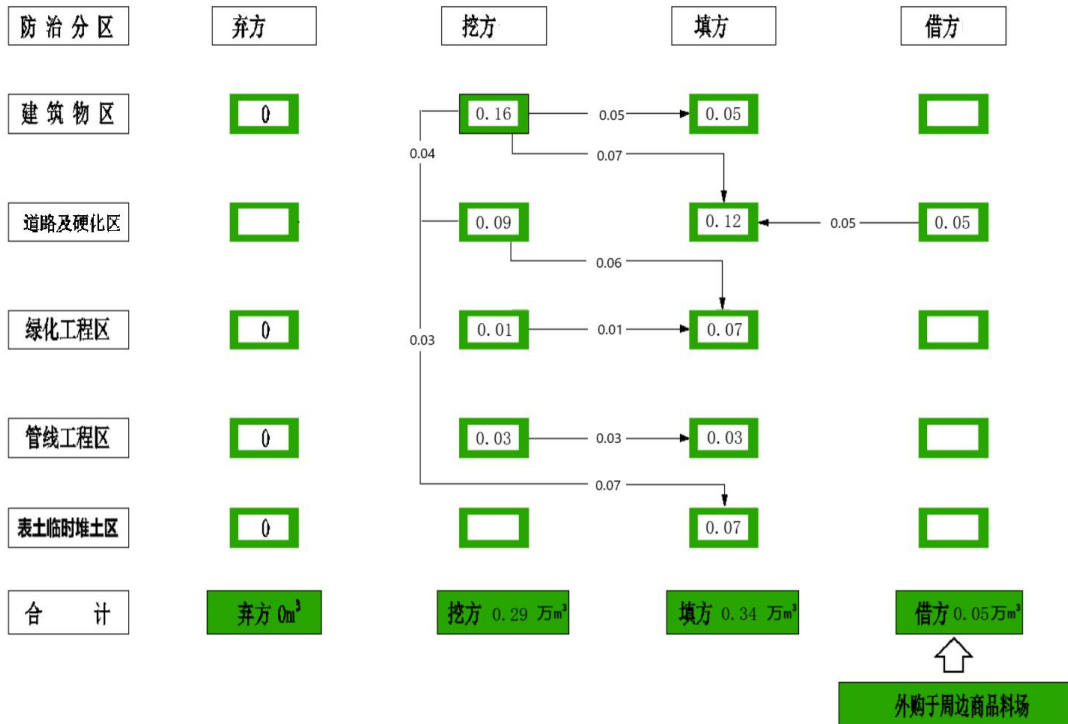 防治分区 弃方 挖方 填方 借方
建筑物区 0 0.16 0.05 0.05
0.04 0.07
道路及硬化区 0.09 0.12 0.05 0.05
0.06
绿化工程区 0 0.01 0.01 0.07
0.03
管线工程区 0 0.03 0.03 0.03
0.07
表土临时堆土区 0 0.07
合计 弃方 0m³ 挖方 0.29 万m³ 填方 0.34 万m³ 借方 0.05万m³
外购于周边商品料场